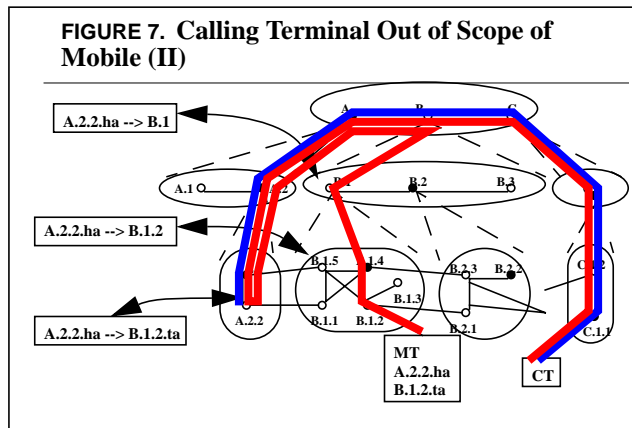 FIGURE 7. Calling Terminal Out of Scope of
Mobile (II)
A B C
A.2.2.ha --> B.1
A.1 A.2 B.1 B.2 B.3
A.2.2.ha --> B.1.2
B.1.5 B.1.4 B.2.3 B.2.2
B.1.3
A.2.2 B.1.1 B.1.2 B.2.1 C.1.1
A.2.2.ha --> B.1.2.ta
MT
A.2.2.ha
B.1.2.ta
CT